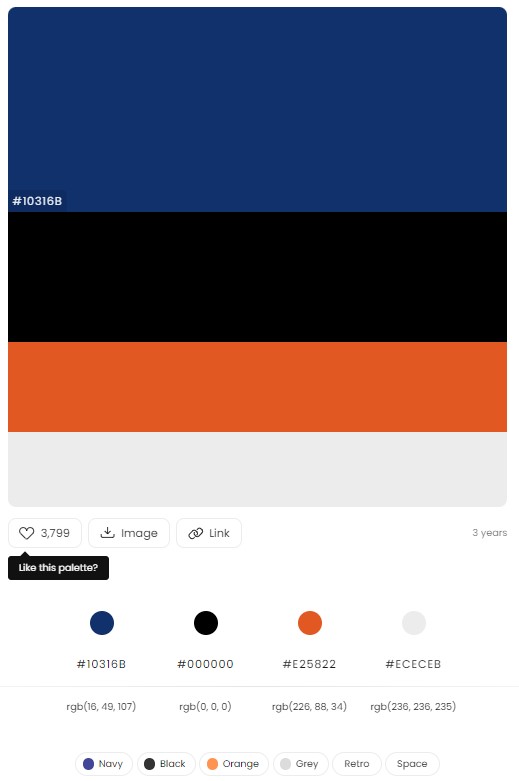 #10316B
3,799
Image
Link
3 years
Like this palette?
#10316B
#000000
#E25822
#ECECEB
rgb(16, 49, 107)
rgb(0, 0, 0)
rgb(226, 88, 34)
rgb(236, 236, 235)
Navy
Black
Orange
Grey
Retro
Space